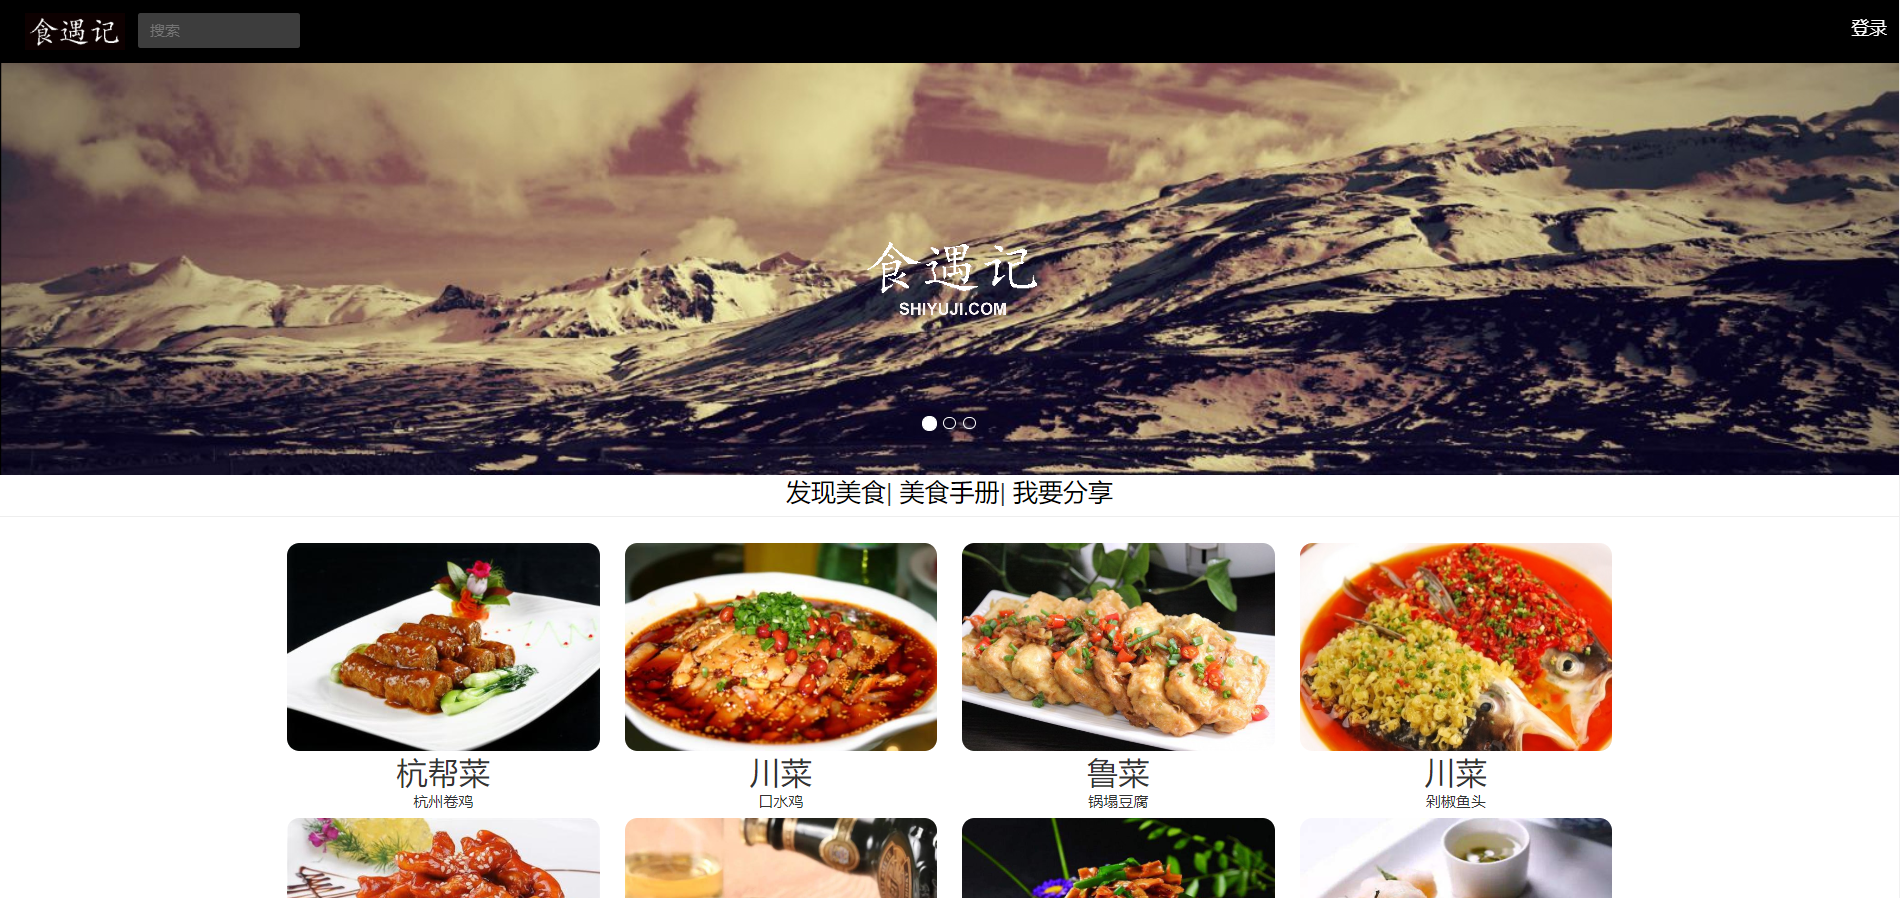 食遇记
搜索
登录
食遇记
SHIYUJI.COM
发现美食| 美食手册| 我要分享
杭帮菜
杭州卷鸡
川菜
口水鸡
鲁菜
锅塌豆腐
川菜
剁椒鱼头